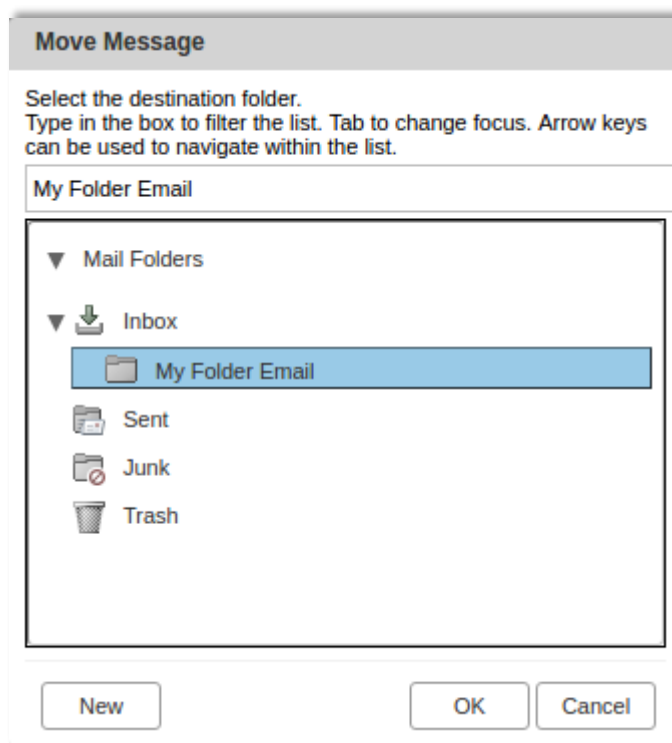 Move Message
Select the destination folder.
Type in the box to filter the list. Tab to change focus. Arrow keys
can be used to navigate within the list.
My Folder Email
Mail Folders
Inbox
My Folder Email
Sent
Junk
Trash
New OK Cancel